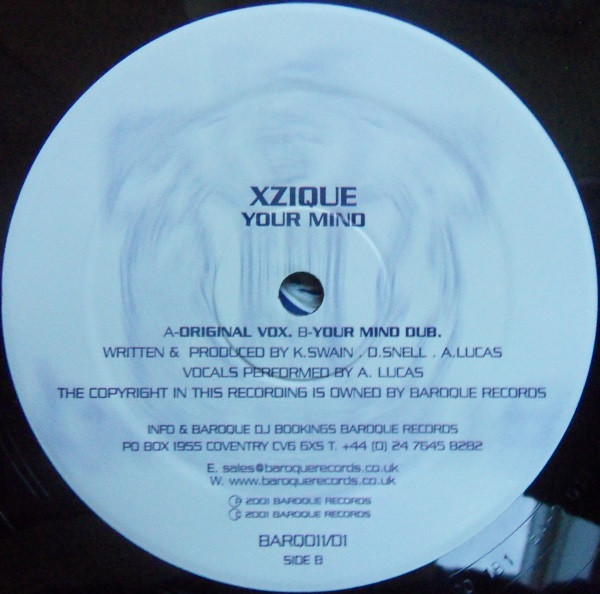 XZIQUE
YOUR MIND
A-ORIGINAL VOX. B-YOUR MIND DUB.
WRITTEN & PRODUCED BY K.SWAIN . D.SNELL . A.LUCAS
VOCALS PERFORMED BY A. LUCAS
THE COPYRIGHT IN THIS RECORDING IS OWNED BY BAROQUE RECORDS
INFO & BAROQUE DJ BOOKINGS BAROQUE RECORDS
PO BOX 1955 COVENTRY CV6 6XS T. +44 (0) 24 7645 8282
E. sales@baroquerecords.co.uk
W. www.baroquerecords.co.uk
℗ 2001 BAROQUE RECORDS
© 2001 BAROQUE RECORDS
BARQ011/01
SIDE B